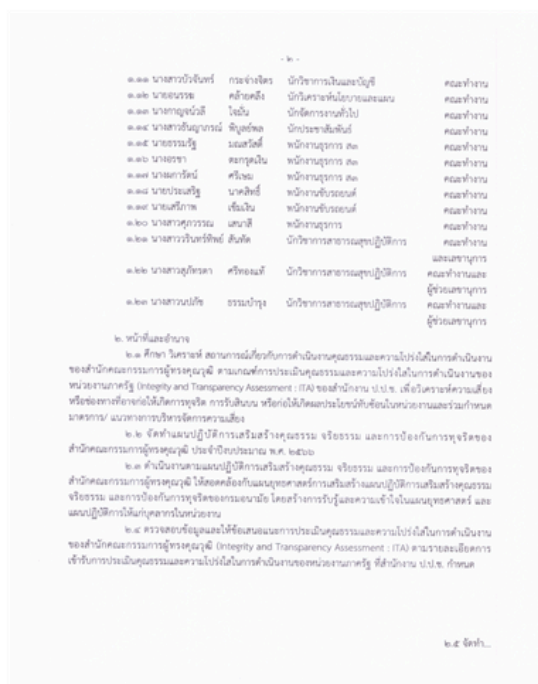 - ๒ -
๑.๑๑ นางสาวบัวจันทร์ กระจ่างจิตร นักวิชาการเงินและบัญชี คณะทำงาน
๑.๑๒ นายอนรรฆ คล้ายคลึง นักวิเคราะห์นโยบายและแผน คณะทำงาน
๑.๑๓ นางกาญจน์วลี ใจมั่น นักจัดการงานทั่วไป คณะทำงาน
๑.๑๔ นางสาวธันญาภรณ์ พิบูลย์พล นักประชาสัมพันธ์ คณะทำงาน
๑.๑๕ นายธรรมรัฐ มณสวัสดิ์ พนักงานธุรการ ส๓ คณะทำงาน
๑.๑๖ นางอรชา ตะกรุดเงิน พนักงานธุรการ ส๓ คณะทำงาน
๑.๑๗ นางผการัตน์ ศรีเษม พนักงานธุรการ ส๓ คณะทำงาน
๑.๑๘ นายประเสริฐ นาคสิทธิ์ พนักงานขับรถยนต์ คณะทำงาน
๑.๑๙ นายเสรีภาพ เข็มเงิน พนักงานขับรถยนต์ คณะทำงาน
๑.๒๐ นางสาวศุภวรรณ เสนาสี พนักงานธุรการ คณะทำงาน
๑.๒๑ นางสาววรินทร์ทิพย์ สันทัด นักวิชาการสาธารณสุขปฏิบัติการ คณะทำงาน
และเลขานุการ
๑.๒๒ นางสาวสุภัทรตา ศรีทองแท้ นักวิชาการสาธารณสุขปฏิบัติการ คณะทำงานและ
ผู้ช่วยเลขานุการ
๑.๒๓ นางสาวนปภัช ธรรมบำรุง นักวิชาการสาธารณสุขปฏิบัติการ คณะทำงานและ
ผู้ช่วยเลขานุการ
๒. หน้าที่และอำนาจ
๒.๑ ศึกษา วิเคราะห์ สถานการณ์เกี่ยวกับการดำเนินงานคุณธรรมและความโปร่งใสในการดำเนินงาน
ของสำนักคณะกรรมการผู้ทรงคุณวุฒิ ตามเกณฑ์การประเมินคุณธรรมและความโปร่งใสในการดำเนินงานของ
หน่วยงานภาครัฐ (Integrity and Transparency Assessment : ITA) ของสำนักงาน ป.ป.ช. เพื่อวิเคราะห์ความเสี่ยง
หรือช่องทางที่อาจก่อให้เกิดการทุจริต การรับสินบน หรือก่อให้เกิดผลประโยชน์ทับซ้อนในหน่วยงานและร่วมกำหนด
มาตรการ/ แนวทางการบริหารจัดการความเสี่ยง
๒.๒ จัดทำแผนปฏิบัติการเสริมสร้างคุณธรรม จริยธรรม และการป้องกันการทุจริตของ
สำนักคณะกรรมการผู้ทรงคุณวุฒิ ประจำปีงบประมาณ พ.ศ. ๒๕๖๖
๒.๓ ดำเนินงานตามแผนปฏิบัติการเสริมสร้างคุณธรรม จริยธรรม และการป้องกันการทุจริตของ
สำนักคณะกรรมการผู้ทรงคุณวุฒิ ให้สอดคล้องกับแผนยุทธศาสตร์การเสริมสร้างแผนปฏิบัติการเสริมสร้างคุณธรรม
จริยธรรม และการป้องกันการทุจริตของกรมอนามัย โดยสร้างการรับรู้และความเข้าใจในแผนยุทธศาสตร์ และ
แผนปฏิบัติการให้แก่บุคลากรในหน่วยงาน
๒.๔ ตรวจสอบข้อมูลและให้ข้อเสนอแนะการประเมินคุณธรรมและความโปร่งใสในการดำเนินงาน
ของสำนักคณะกรรมการผู้ทรงคุณวุฒิ (Integrity and Transparency Assessment : ITA) ตามรายละเอียดการ
เข้ารับการประเมินคุณธรรมและความโปร่งใสในการดำเนินงานของหน่วยงานภาครัฐ ที่สำนักงาน ป.ป.ช. กำหนด
๒.๕ จัดทำ...